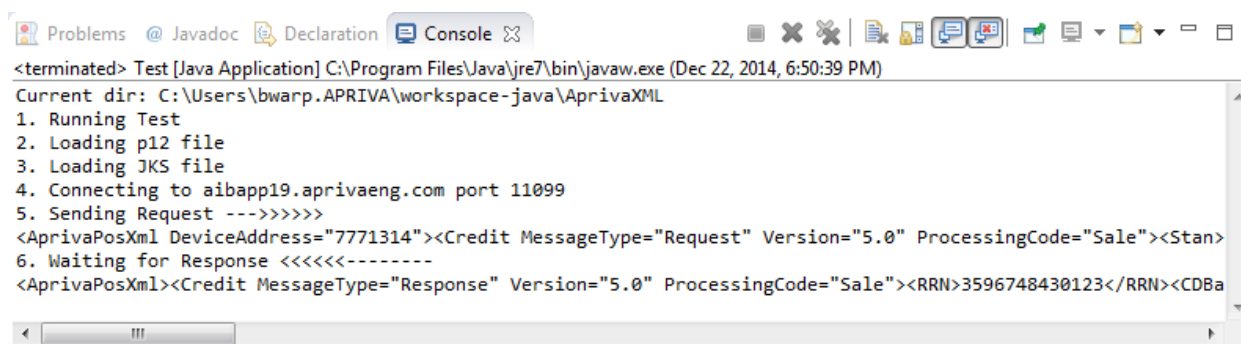 Problems @ Javadoc Declaration Console
<terminated> Test [Java Application] C:\Program Files\Java\jre7\bin\javaw.exe (Dec 22, 2014, 6:50:39 PM)
Current dir: C:\Users\bwarp.APRIVA\workspace-java\AprivaXML
1. Running Test
2. Loading p12 file
3. Loading JKS file
4. Connecting to aibapp19.aprivaeng.com port 11099
5. Sending Request --->>>>>>
<AprivaPosXml DeviceAddress="7771314"><Credit MessageType="Request" Version="5.0" ProcessingCode="Sale"><Stan>
6. Waiting for Response <<<<<<--------
<AprivaPosXml><Credit MessageType="Response" Version="5.0" ProcessingCode="Sale"><RRN>3596748430123</RRN><CDBa